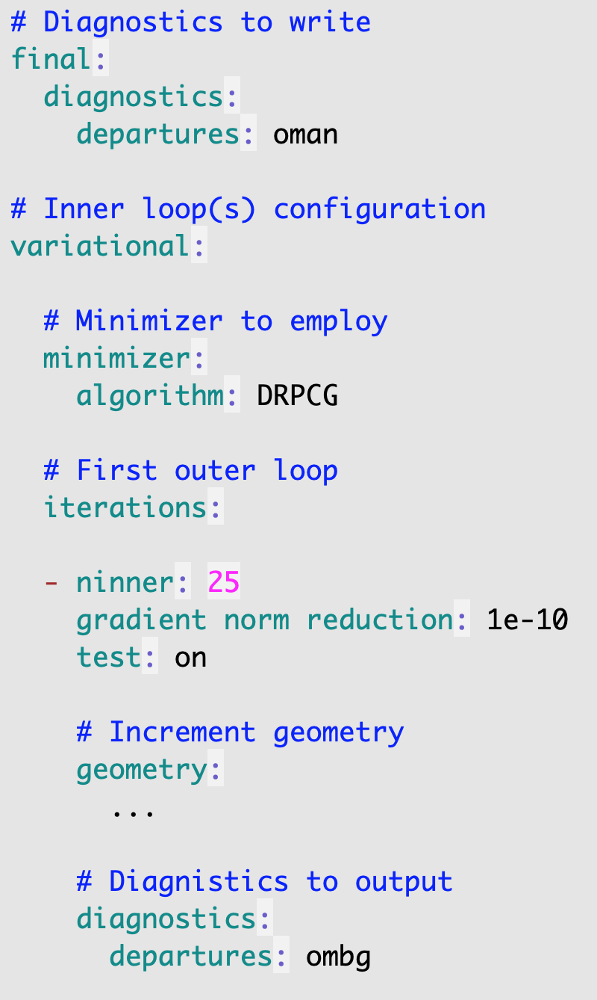 # Diagnostics to write
final:
  diagnostics:
    departures: oman

# Inner loop(s) configuration
variational:

  # Minimizer to employ
  minimizer:
    algorithm: DRPCG

  # First outer loop
  iterations:

  - ninner: 25
    gradient norm reduction: 1e-10
    test: on

    # Increment geometry
    geometry:
      ...

    # Diagnistics to output
    diagnostics:
      departures: ombg